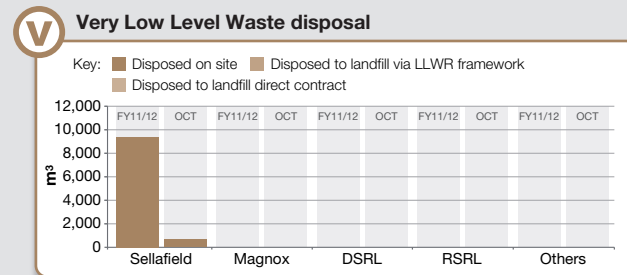 V
Very Low Level Waste disposal
Key: Disposed on site Disposed to landfill via LLWR framework
Disposed to landfill direct contract
m³
12,000
10,000
8,000
6,000
4,000
2,000
0
FY11/12 OCT FY11/12 OCT FY11/12 OCT FY11/12 OCT FY11/12 OCT
Sellafield Magnox DSRL RSRL Others